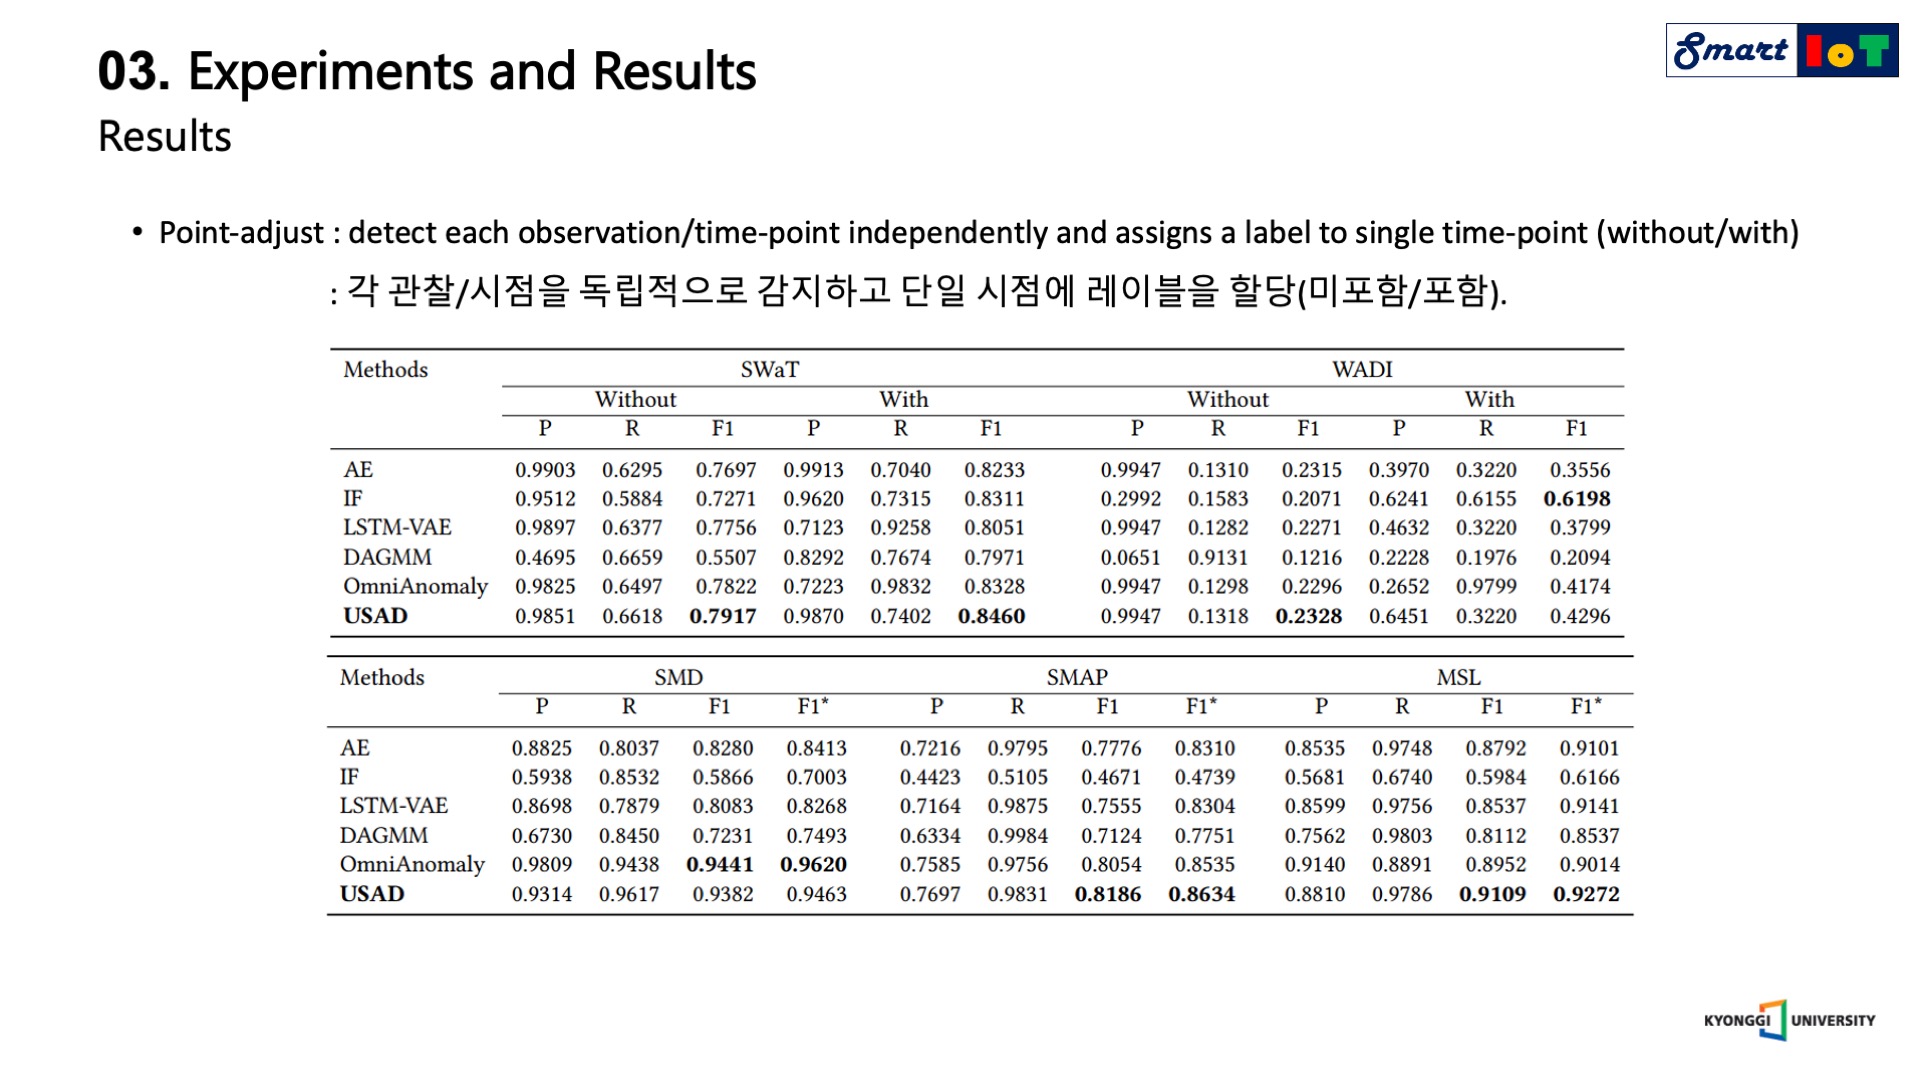 03. Experiments and Results
Smart IoT
Results
• Point-adjust : detect each observation/time-point independently and assigns a label to single time-point (without/with)
: 각 관찰/시점을 독립적으로 감지하고 단일 시점에 레이블을 할당(미포함/포함).
Methods SWaT WADI
Without With Without With
P R F1 P R F1 P R F1 P R F1
AE 0.9903 0.6295 0.7697 0.9913 0.7040 0.8233 0.9947 0.1310 0.2315 0.3970 0.3220 0.3556
IF 0.9512 0.5884 0.7271 0.9620 0.7315 0.8311 0.2992 0.1583 0.2071 0.6241 0.6155 0.6198
LSTM-VAE 0.9897 0.6377 0.7756 0.7123 0.9258 0.8051 0.9947 0.1282 0.2271 0.4632 0.3220 0.3799
DAGMM 0.4695 0.6659 0.5507 0.8292 0.7674 0.7971 0.0651 0.9131 0.1216 0.2228 0.1976 0.2094
OmniAnomaly 0.9825 0.6497 0.7822 0.7223 0.9832 0.8328 0.9947 0.1298 0.2296 0.2652 0.9799 0.4174
USAD 0.9851 0.6618 0.7917 0.9870 0.7402 0.8460 0.9947 0.1318 0.2328 0.6451 0.3220 0.4296
Methods SMD SMAP MSL
P R F1 F1* P R F1 F1* P R F1 F1*
AE 0.8825 0.8037 0.8280 0.8413 0.7216 0.9795 0.7776 0.8310 0.8535 0.9748 0.8792 0.9101
IF 0.5938 0.8532 0.5866 0.7003 0.4423 0.5105 0.4671 0.4739 0.5681 0.6740 0.5984 0.6166
LSTM-VAE 0.8698 0.7879 0.8083 0.8268 0.7164 0.9875 0.7555 0.8304 0.8599 0.9756 0.8537 0.9141
DAGMM 0.6730 0.8450 0.7231 0.7493 0.6334 0.9984 0.7124 0.7751 0.7562 0.9803 0.8112 0.8537
OmniAnomaly 0.9809 0.9438 0.9441 0.9620 0.7585 0.9756 0.8054 0.8535 0.9140 0.8891 0.8952 0.9014
USAD 0.9314 0.9617 0.9382 0.9463 0.7697 0.9831 0.8186 0.8634 0.8810 0.9786 0.9109 0.9272
KYONGGI UNIVERSITY